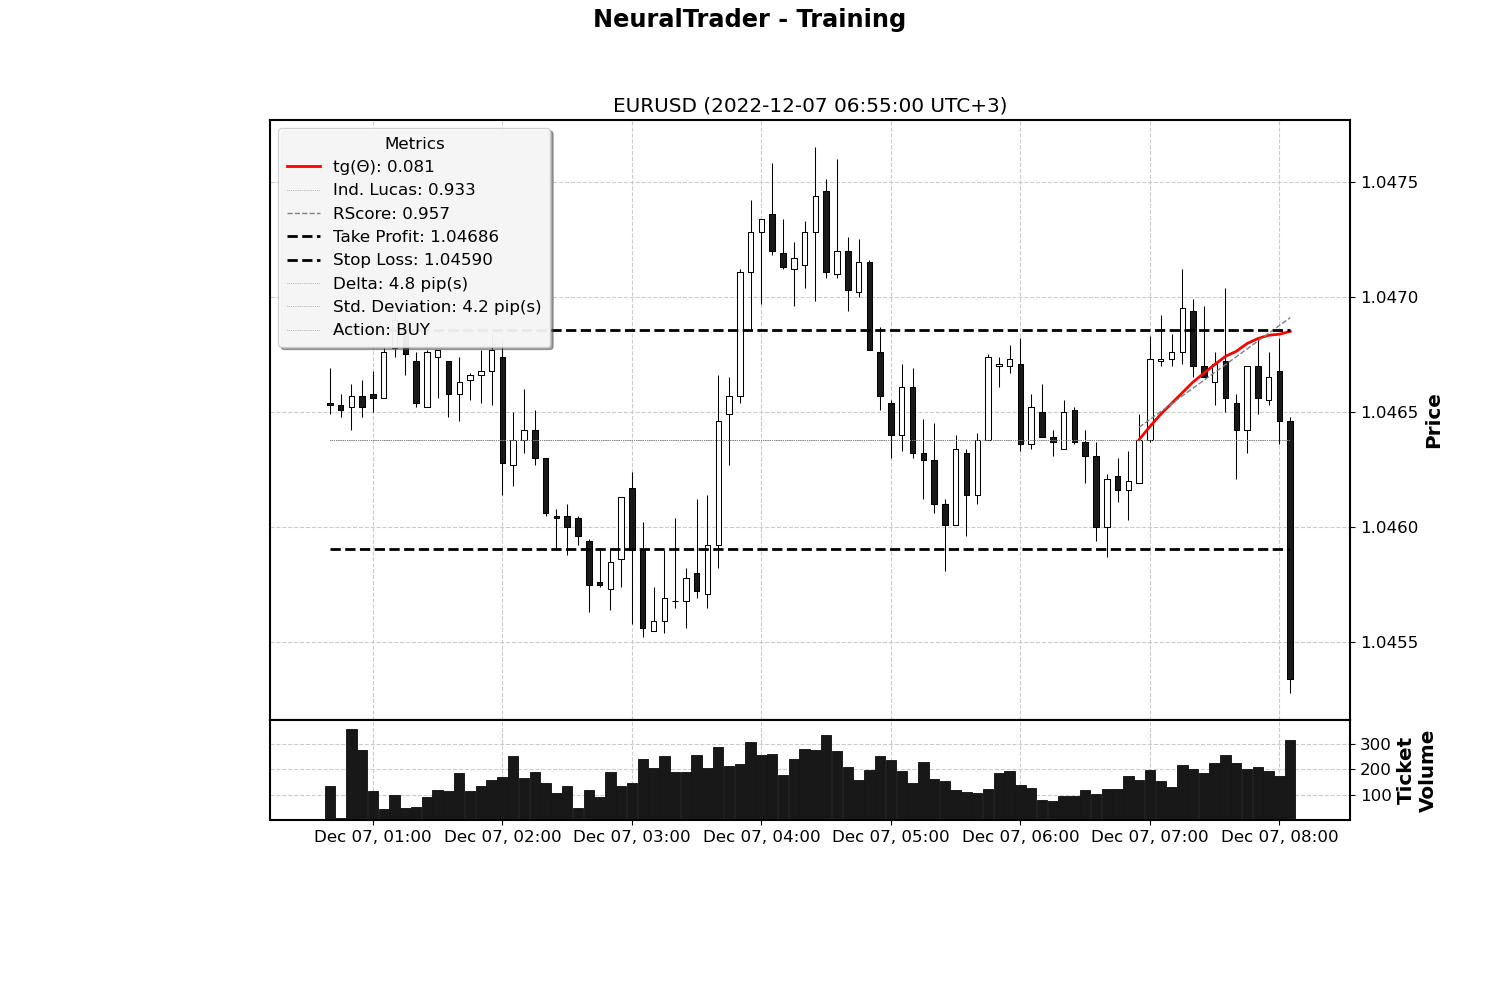 NeuralTrader - Training
EURUSD (2022-12-07 06:55:00 UTC+3)
Metrics
tg(Θ): 0.081
Ind. Lucas: 0.933
RScore: 0.957
Take Profit: 1.04686
Stop Loss: 1.04590
Delta: 4.8 pip(s)
Std. Deviation: 4.2 pip(s)
Action: BUY
1.0475
1.0470
1.0465
1.0460
1.0455
Price
300
200
100
Ticket
Volume
Dec 07, 01:00 Dec 07, 02:00 Dec 07, 03:00 Dec 07, 04:00 Dec 07, 05:00 Dec 07, 06:00 Dec 07, 07:00 Dec 07, 08:00